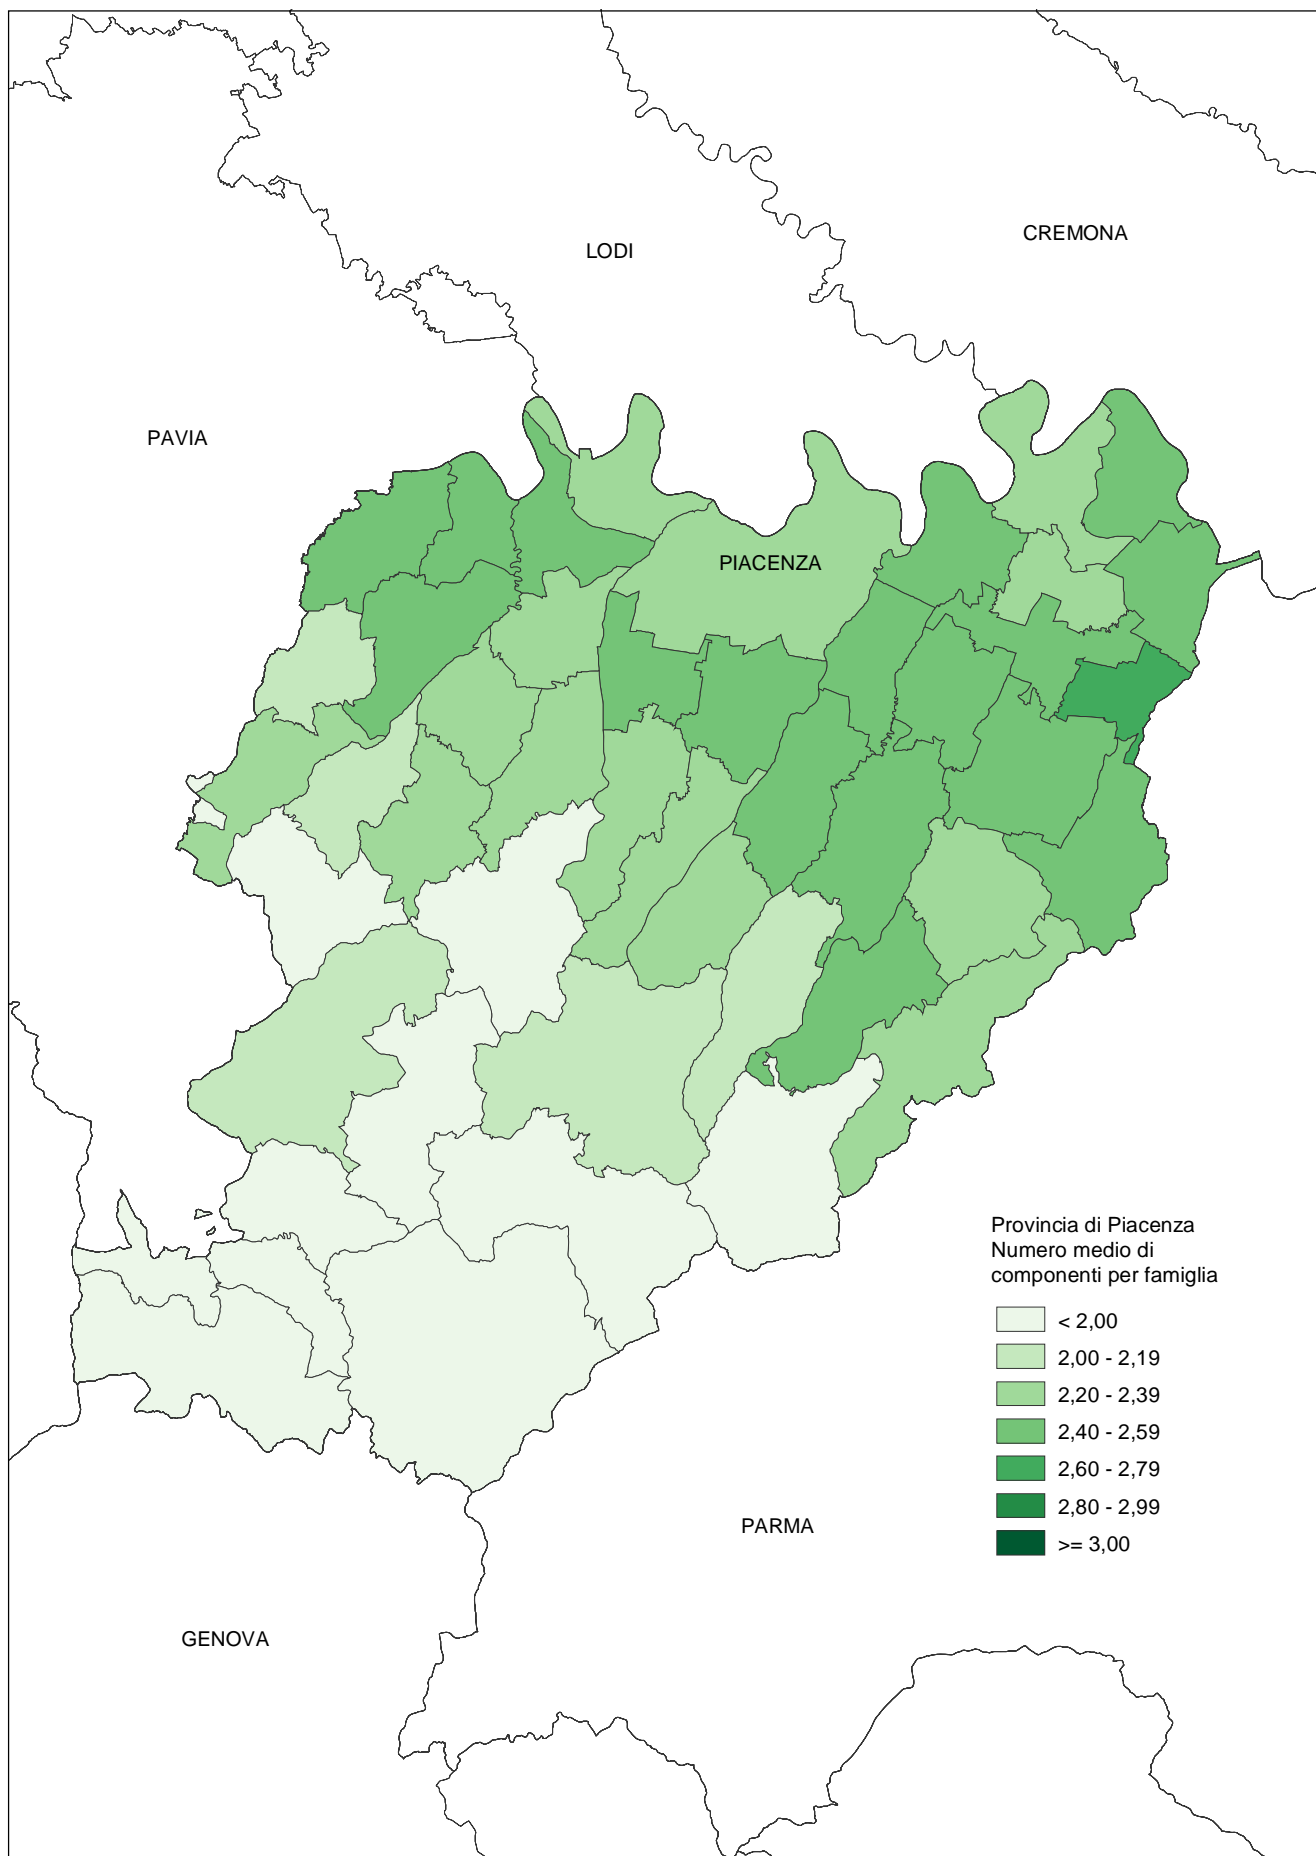 CREMONA
LODI
PAVIA
PIACENZA
Provincia di Piacenza
Numero medio di
componenti per famiglia
< 2,00
2,00 - 2,19
2,20 - 2,39
2,40 - 2,59
2,60 - 2,79
2,80 - 2,99
>= 3,00
PARMA
GENOVA